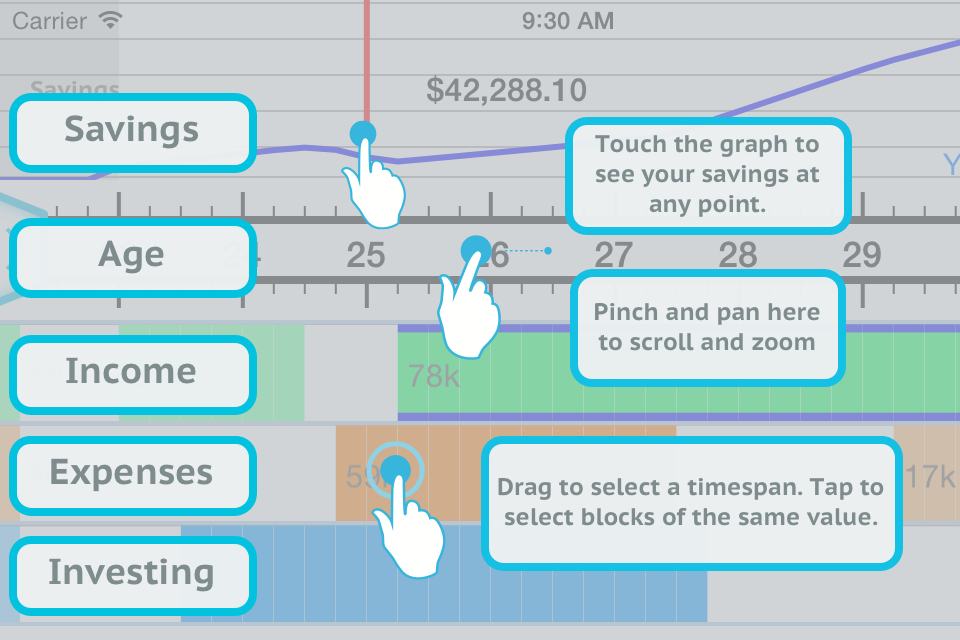 Carrier
9:30 AM
Savings
$42,288.10
Savings
Touch the graph to
see your savings at
any point.
Y
Age
25
26
27
28
29
Pinch and pan here
to scroll and zoom
Income
78k
Expenses
17k
Drag to select a timespan. Tap to
select blocks of the same value.
Investing